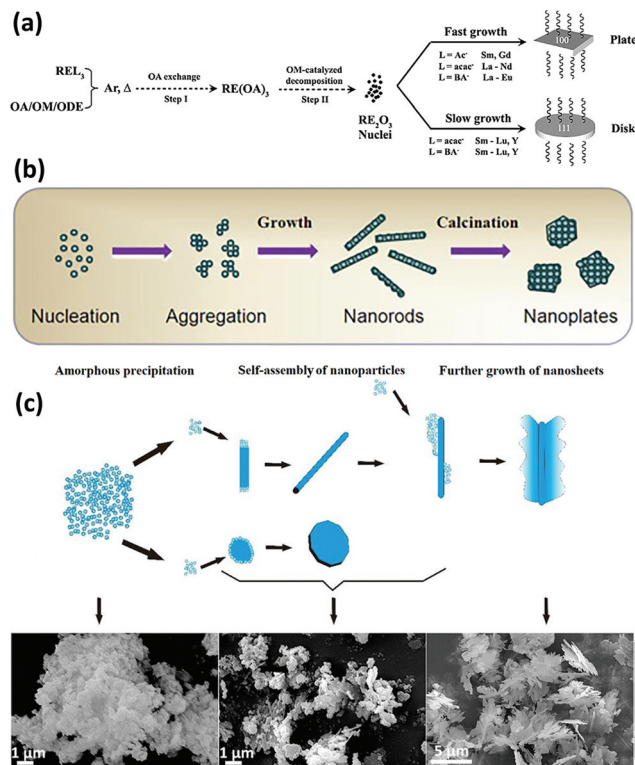 (a)
REL3
OA/OM/ODE
Ar, Δ
OA exchange
Step I
RE(OA)3
OM-catalyzed
decomposition
Step II
RE2O3
Nuclei
Fast growth
L = Ac- Sm, Gd
L = acac- La - Nd
L = BA- La - Eu
100
Plate
Slow growth
L = acac- Sm - Lu, Y
L = BA- Sm - Lu, Y
111
Disk
(b)
Growth
Calcination
Nucleation
Aggregation
Nanorods
Nanoplates
Amorphous precipitation
Self-assembly of nanoparticles
Further growth of nanosheets
(c)
1 μm
1 μm
5 μm